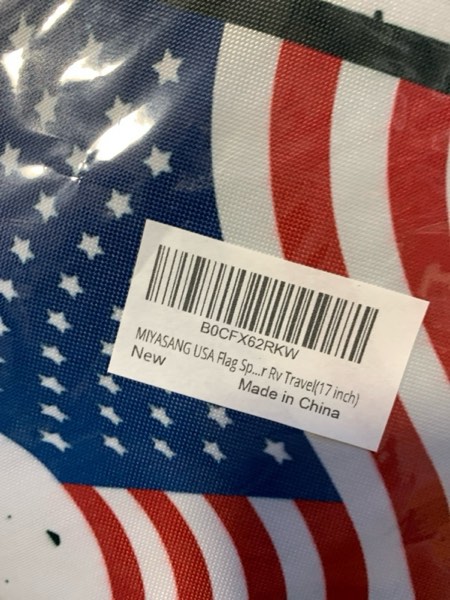 B0CFX62RKW
MIYASANG USA Flag Sp...r Rv Travel(17 inch)
New
Made in China